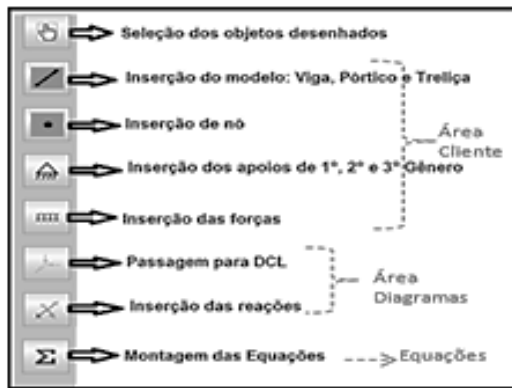 Seleção dos objetos desenhados
Inserção do modelo: Viga, Pórtico e Treliça
Inserção de nó
Área
Cliente
Inserção dos apoios de 1º, 2º e 3º Gênero
Inserção das forças
Passagem para DCL
Área
Diagramas
Inserção das reações
Σ
Montagem das Equações
Equações